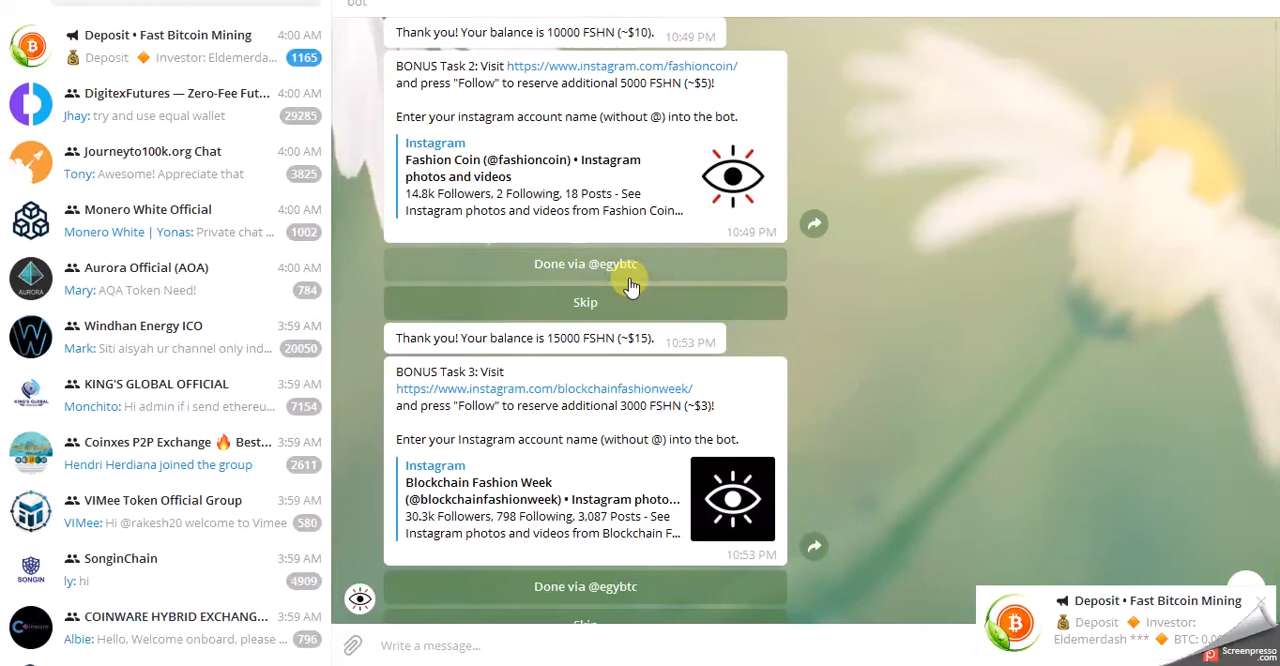 bot
Deposit • Fast Bitcoin Mining 4:00 AM
Deposit Investor: Eldemerda... 1165
DigitexFutures — Zero-Fee Fut... 4:00 AM
Jhay: try and use equal wallet 29285
Journeyto100k.org Chat 4:00 AM
Tony: Awesome! Appreciate that 3825
Monero White Official 4:00 AM
Monero White | Yonas: Private chat ... 1002
Aurora Official (AOA) 4:00 AM
Mary: AQA Token Need! 784
Windhan Energy ICO 3:59 AM
Mark: Siti aisyah ur channel only ind... 20050
KING'S GLOBAL OFFICIAL 3:59 AM
Monchito: Hi admin if i send ethereu... 7154
Coinxes P2P Exchange 🔥 Best... 3:59 AM
Hendri Herdiana joined the group 2611
VIMee Token Official Group 3:59 AM
VIMee: Hi @rakesh20 welcome to Vimee 580
SonginChain 3:59 AM
ly: hi 4909
SONGIN
COINWARE HYBRID EXCHANG... 3:59 AM
Albie: Hello, Welcome onboard, please ... 796
Thank you! Your balance is 10000 FSHN (~$10). 10:49 PM
BONUS Task 2: Visit https://www.instagram.com/fashioncoin/
and press "Follow" to reserve additional 5000 FSHN (~$5)!
Enter your instagram account name (without @) into the bot.
Instagram
Fashion Coin (@fashioncoin) • Instagram
photos and videos
14.8k Followers, 2 Following, 18 Posts - See
Instagram photos and videos from Fashion Coin...
10:49 PM
Done via @egybtc
Skip
Thank you! Your balance is 15000 FSHN (~$15). 10:53 PM
BONUS Task 3: Visit
https://www.instagram.com/blockchainfashionweek/
and press "Follow" to reserve additional 3000 FSHN (~$3)!
Enter your Instagram account name (without @) into the bot.
Instagram
Blockchain Fashion Week
(@blockchainfashionweek) • Instagram photo...
30.3k Followers, 798 Following, 3,087 Posts - See
Instagram photos and videos from Blockchain F...
10:53 PM
Done via @egybtc
Skip
Write a message...
Deposit • Fast Bitcoin Mining
Deposit Investor:
Eldemerdash *** BTC: 0.00
Screenpresso
.com